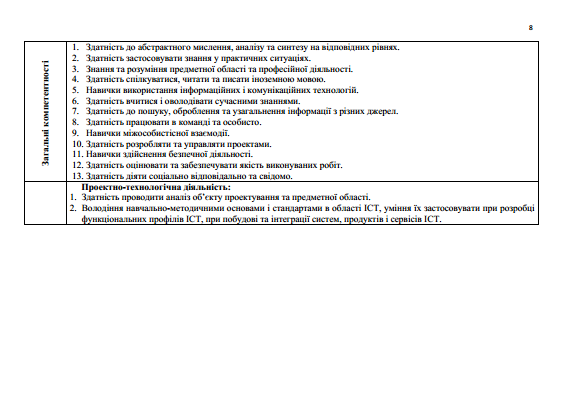 8
Загальні компетентності
1. Здатність до абстрактного мислення, аналізу та синтезу на відповідних рівнях.
2. Здатність застосовувати знання у практичних ситуаціях.
3. Знання та розуміння предметної області та професійної діяльності.
4. Здатність спілкуватися, читати та писати іноземною мовою.
5. Навички використання інформаційних і комунікаційних технологій.
6. Здатність вчитися і оволодівати сучасними знаннями.
7. Здатність до пошуку, оброблення та узагальнення інформації з різних джерел.
8. Здатність працювати в команді та особисто.
9. Навички міжособистісної взаємодії.
10. Здатність розробляти та управляти проектами.
11. Навички здійснення безпечної діяльності.
12. Здатність оцінювати та забезпечувати якість виконуваних робіт.
13. Здатність діяти соціально відповідально та свідомо.
Проектно-технологічна діяльність:
1. Здатність проводити аналіз об'єкту проектування та предметної області.
2. Володіння навчально-методичними основами і стандартами в області ІСТ, уміння їх застосовувати при розробці
функціональних профілів ІСТ, при побудові та інтеграції систем, продуктів і сервісів ІСТ.